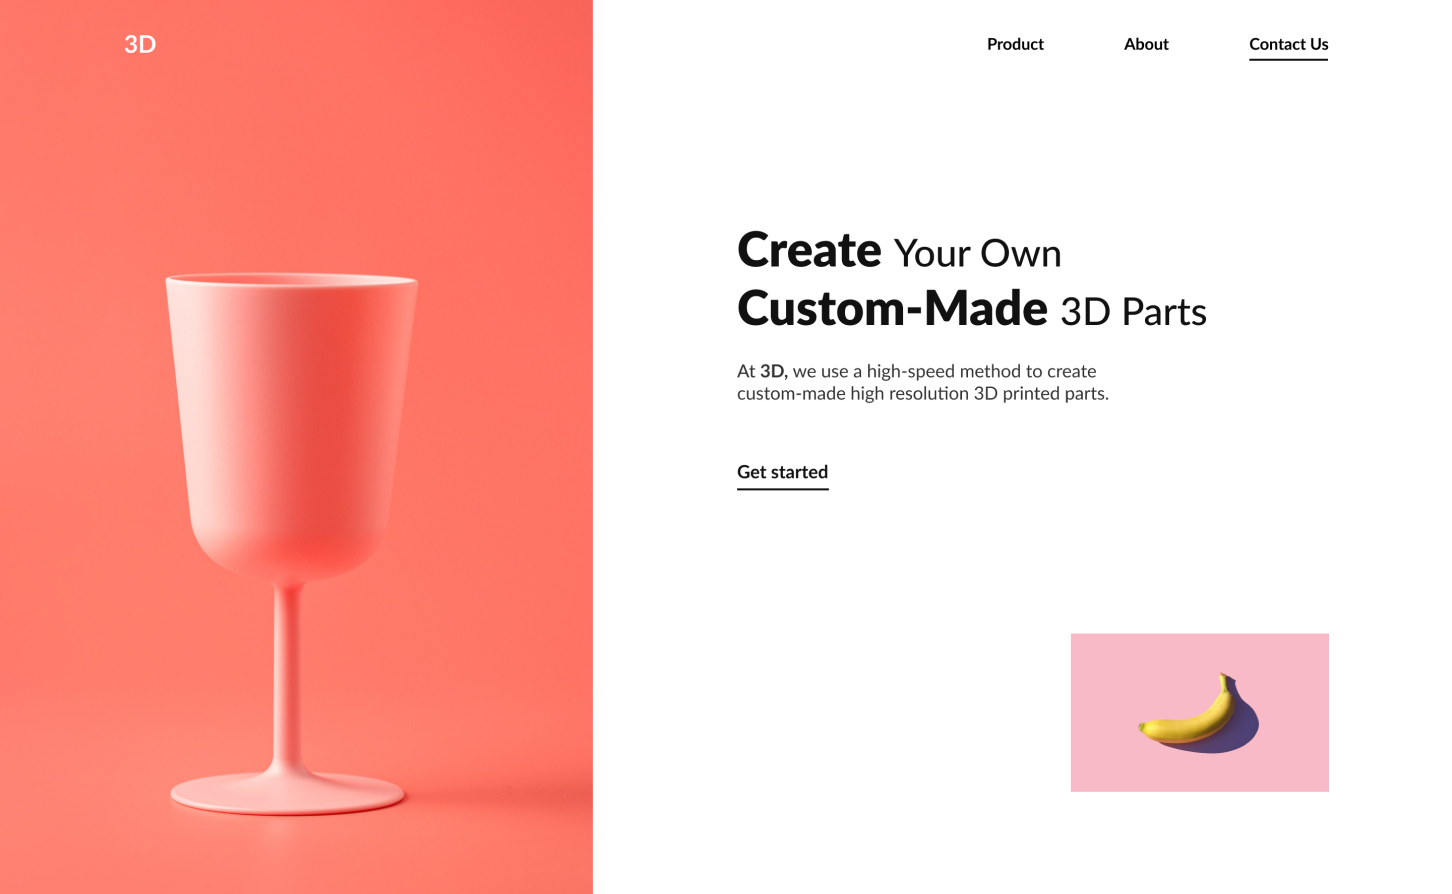 3D
Product
About
Contact Us
Create Your Own
Custom-Made 3D Parts
At 3D, we use a high-speed method to create
custom-made high resolution 3D printed parts.
Get started